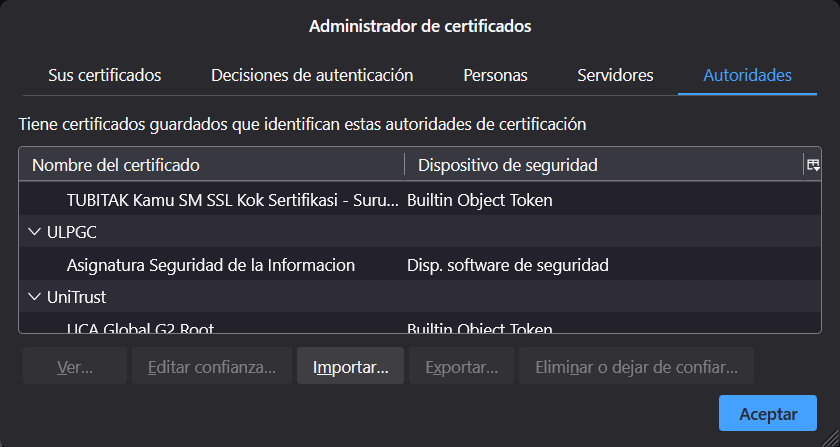 Administrador de certificados
Sus certificados Decisiones de autenticación Personas Servidores Autoridades
Tiene certificados guardados que identifican estas autoridades de certificación
Nombre del certificado Dispositivo de seguridad
TUBITAK Kamu SM SSL Kok Sertifikasi - Suru... Builtin Object Token
ULPGC
Asignatura Seguridad de la Informacion Disp. software de seguridad
UniTrust
UCA Global G2 Root Builtin Object Token
Ver... Editar confianza... Importar... Exportar... Eliminar o dejar de confiar...
Aceptar